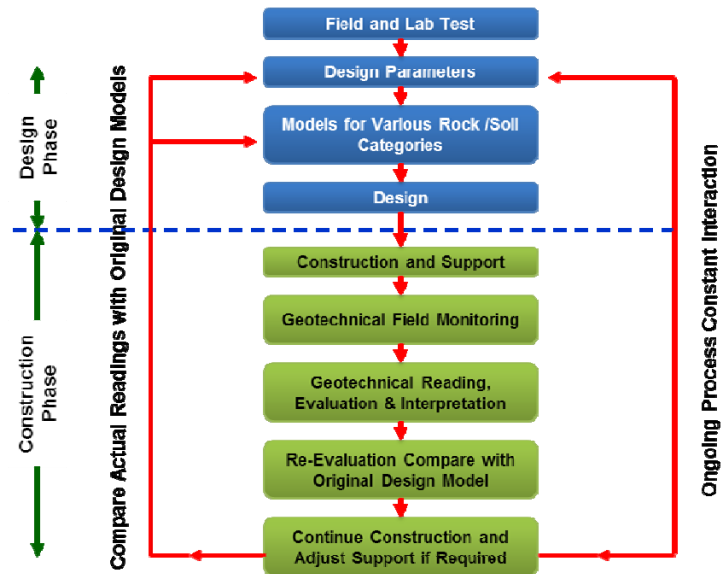 Field and Lab Test
Design Parameters
Models for Various Rock /Soil
Categories
Design
Construction and Support
Geotechnical Field Monitoring
Geotechnical Reading,
Evaluation & Interpretation
Re-Evaluation Compare with
Original Design Model
Continue Construction and
Adjust Support if Required
Design
Phase
Construction
Phase
Compare Actual Readings with Original Design Models
Ongoing Process Constant Interaction